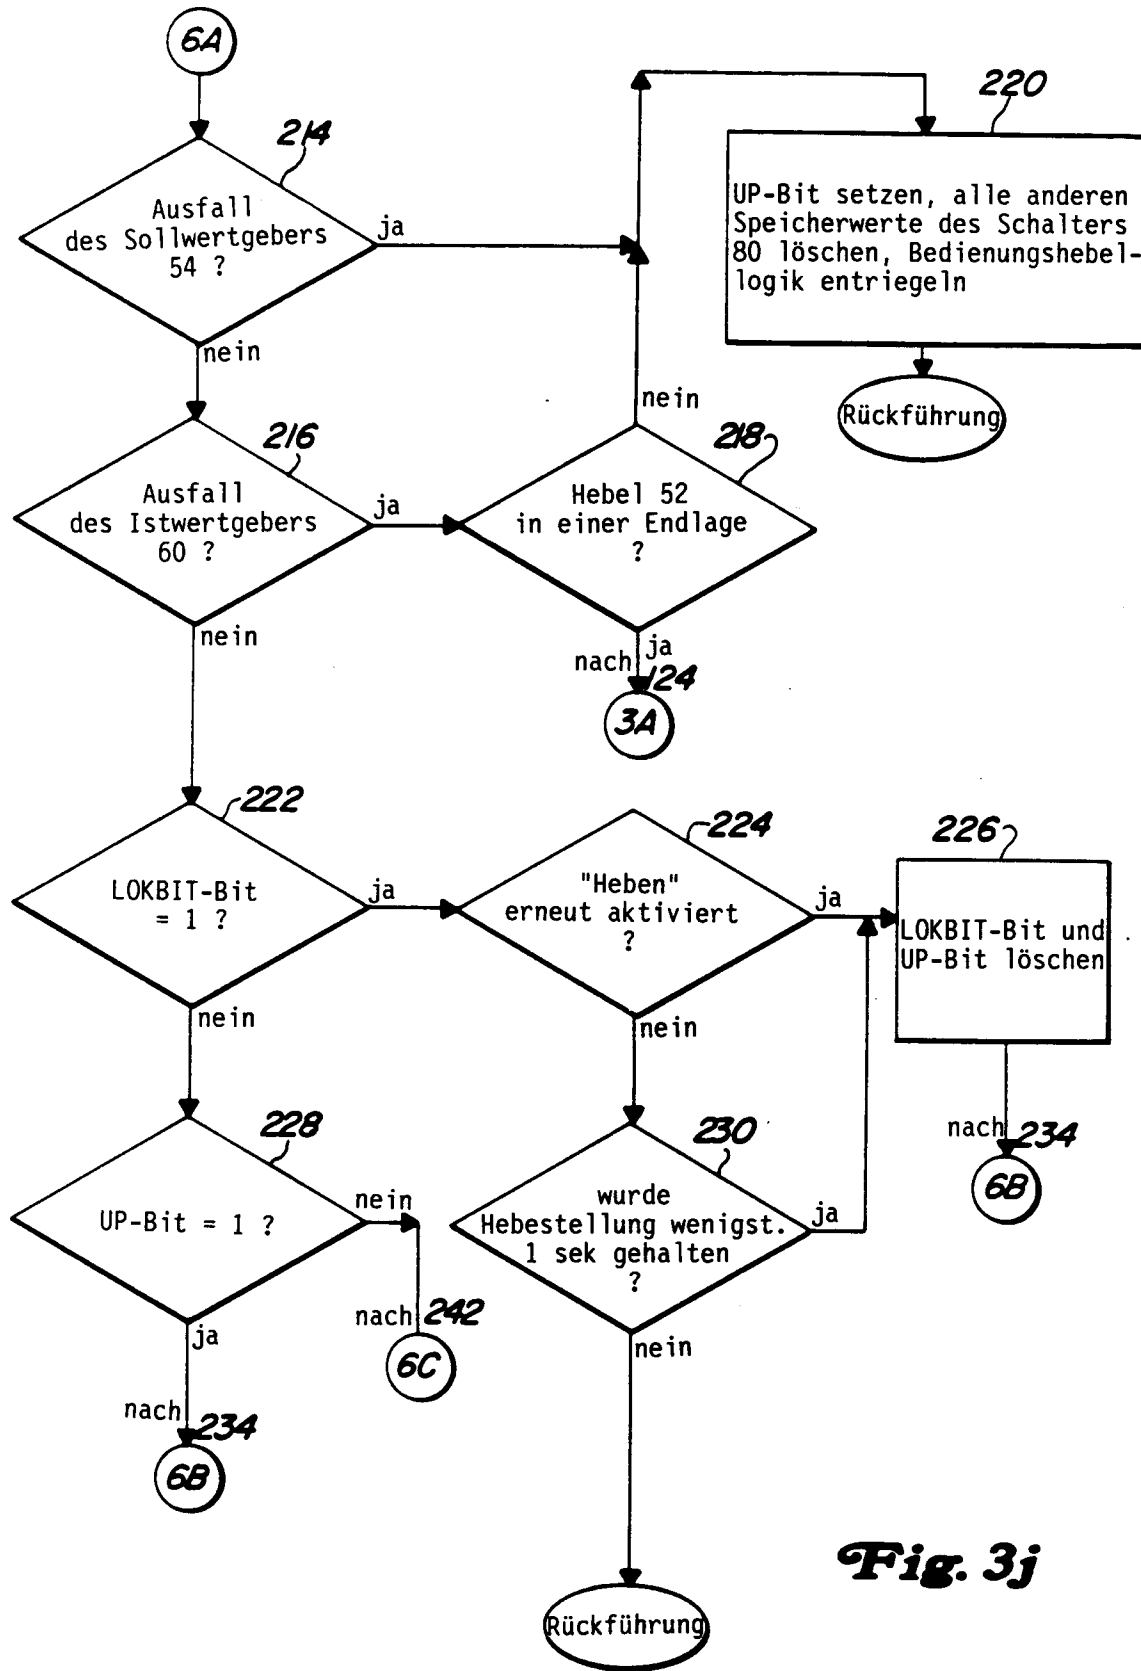 6A
214
Ausfall
des Sollwertgebers
54 ?
ja
nein
220
UP-Bit setzen, alle anderen
Speicherwerte des Schalters
80 löschen, Bedienungshebel-
logik entriegeln
Rückführung
216
Ausfall
des Istwertgebers
60 ?
ja
nein
218
Hebel 52
in einer Endlage
?
nein
ja
nach 124
3A
222
LOKBIT-Bit
= 1 ?
ja
nein
224
"Heben"
erneut aktiviert
?
ja
nein
226
LOKBIT-Bit und
UP-Bit löschen
nach 234
6B
228
UP-Bit = 1 ?
nein
nach 242
6C
ja
nach 234
6B
230
wurde
Hebestellung wenigst.
1 sek gehalten
?
ja
nein
Rückführung
Fig. 3j